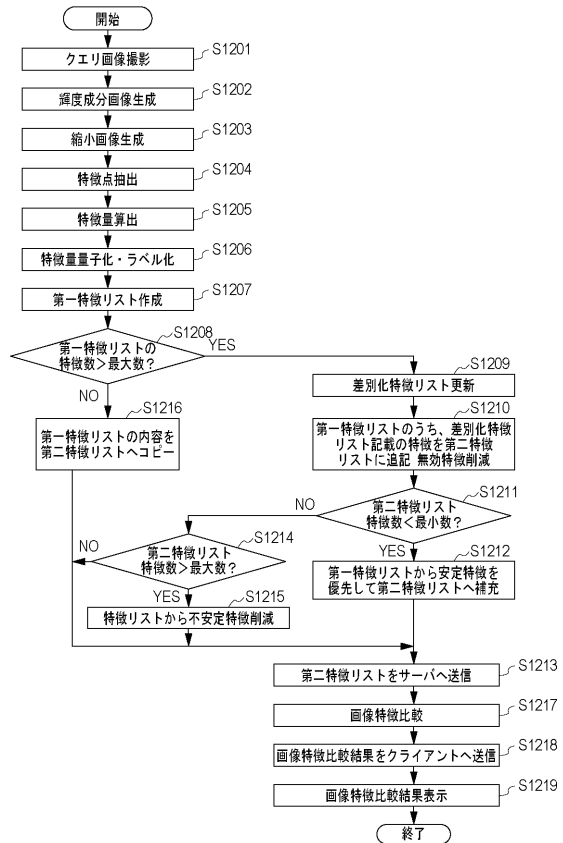 開始
クエリ画像撮影
S1201
輝度成分画像生成
S1202
縮小画像生成
S1203
特徴点抽出
S1204
特徴量算出
S1205
特徴量量子化・ラベル化
S1206
第一特徴リスト作成
S1207
第一特徴リストの
特徴数>最大数?
S1208
YES
NO
差別化特徴リスト更新
S1209
第一特徴リストの内容を
第二特徴リストへコピー
S1216
第一特徴リストのうち、差別化特徴
リスト記載の特徴を第二特徴
リストに追記 無効特徴削減
S1210
第二特徴リスト
特徴数<最小数?
S1211
NO
YES
第二特徴リスト
特徴数>最大数?
S1214
NO
YES
第一特徴リストから安定特徴を
優先して第二特徴リストへ補充
S1212
特徴リストから不安定特徴削減
S1215
第二特徴リストをサーバへ送信
S1213
画像特徴比較
S1217
画像特徴比較結果をクライアントへ送信
S1218
画像特徴比較結果表示
S1219
終了